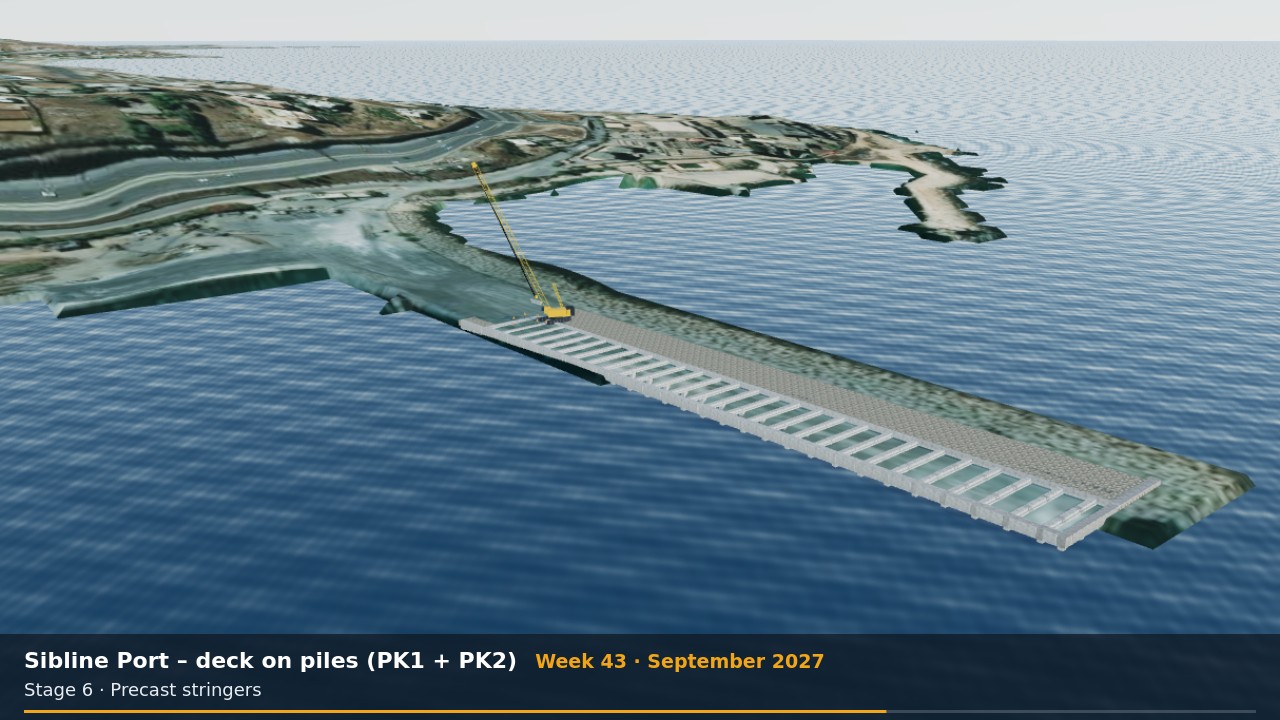 Sibline Port – deck on piles (PK1 + PK2) Week 43 · September 2027
Stage 6 · Precast stringers